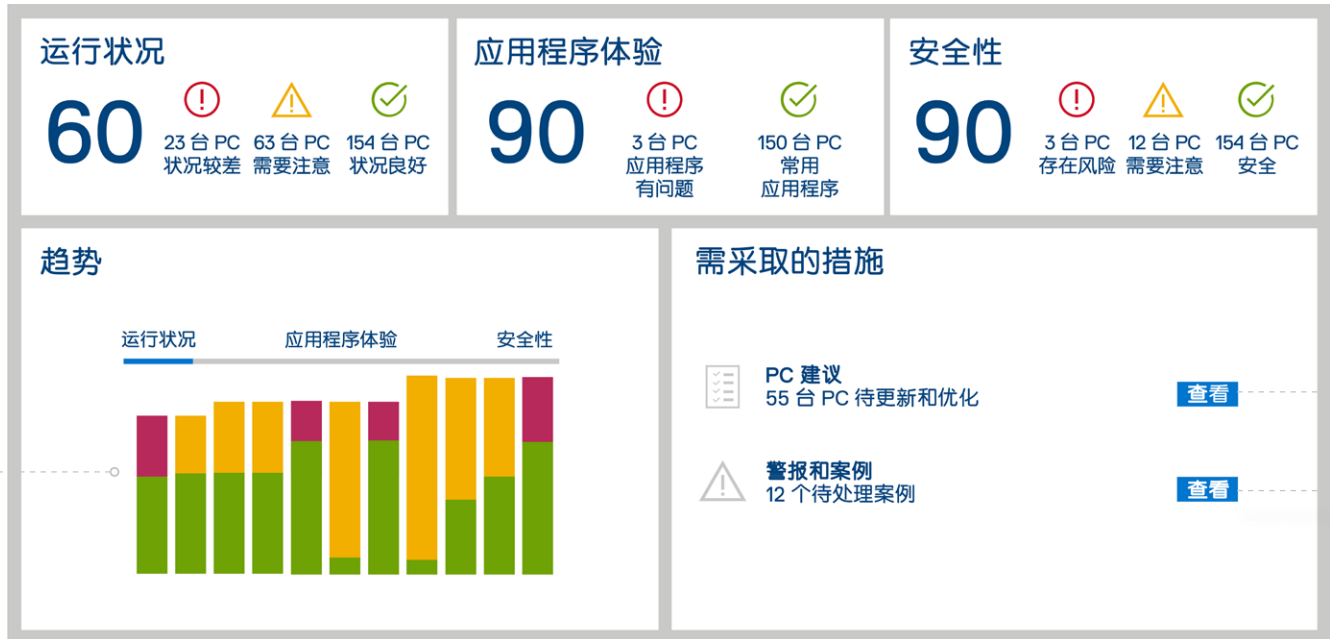 运行状况
60
23 台 PC
状况较差
63 台 PC
需要注意
154 台 PC
状况良好
应用程序体验
90
3 台 PC
应用程序
有问题
150 台 PC
常用
应用程序
安全性
90
3 台 PC
存在风险
12 台 PC
需要注意
154 台 PC
安全
趋势
运行状况
应用程序体验
安全性
需采取的措施
PC 建议
55 台 PC 待更新和优化
查看
警报和案例
12 个待处理案例
查看